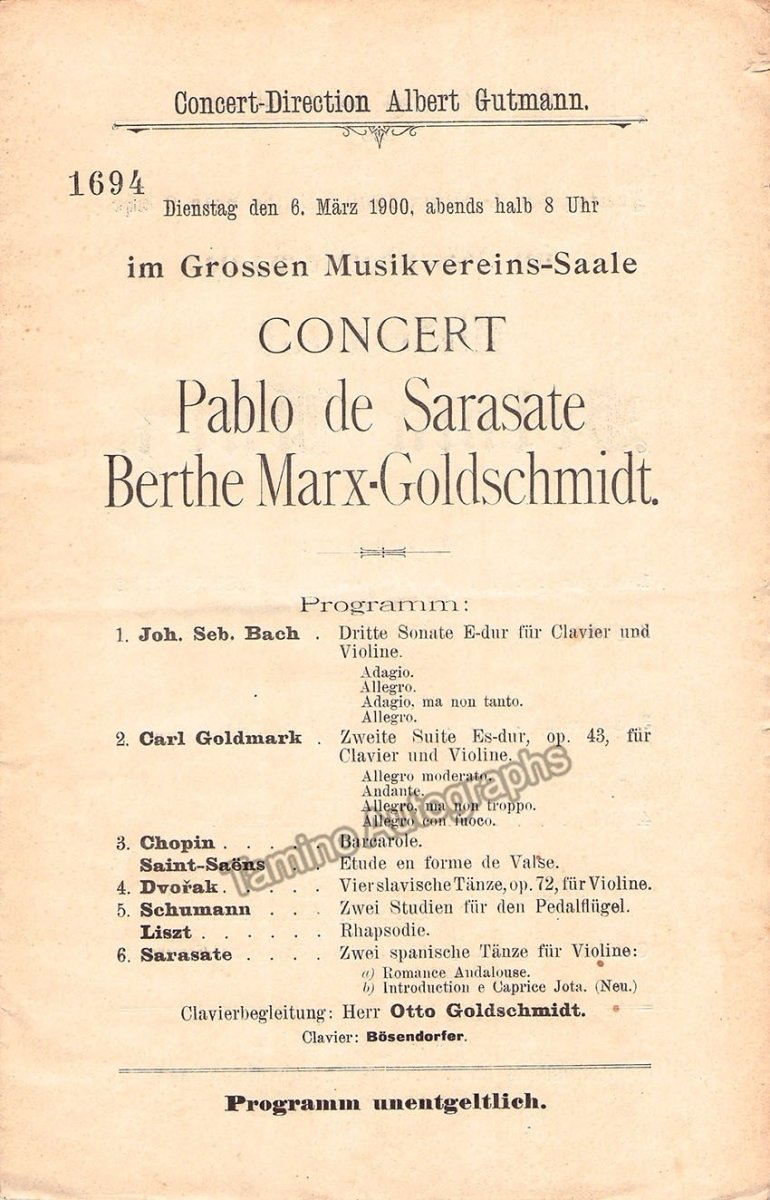 Concert-Direction Albert Gutmann.
1694
Dienstag den 6. März 1900, abends halb 8 Uhr
im Grossen Musikvereins-Saale
CONCERT
Pablo de Sarasate
Berthe Marx-Goldschmidt.
Programm:
1. Joh. Seb. Bach . Dritte Sonate E-dur für Clavier und
Violine.
Adagio.
Allegro.
Adagio, ma non tanto.
Allegro.
2. Carl Goldmark . Zweite Suite Es-dur, op. 43, für
Clavier und Violine.
Allegro moderato.
Andante.
Allegro, ma non troppo.
Allegro con fuoco.
3. Chopin . . . . . Barcarole.
Saint-Saëns . . Etude en forme de Valse.
4. Dvořak . . . . . Vier slavische Tänze, op. 72, für Violine.
5. Schumann . . . Zwei Studien für den Pedalflügel.
Liszt . . . . . . Rhapsodie.
6. Sarasate . . . . Zwei spanische Tänze für Violine:
a) Romance Andalouse.
b) Introduction e Caprice Jota. (Neu.)
Clavierbegleitung: Herr Otto Goldschmidt.
Clavier: Bösendorfer.
Programm unentgeltlich.
Tamino Autographs